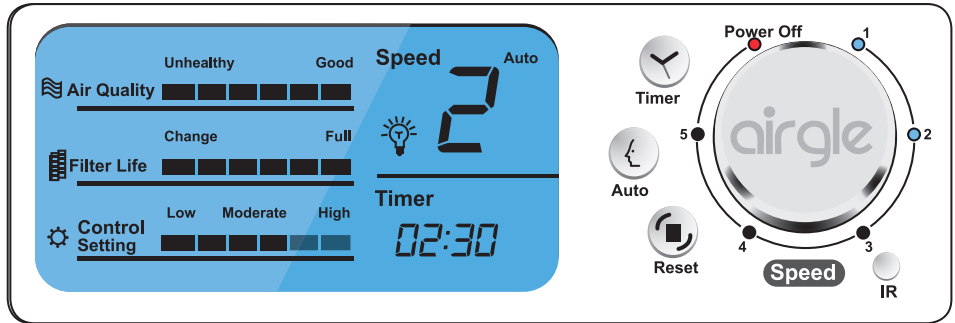 Unhealthy Good
Air Quality
Change Full
Filter Life
Low Moderate High
Control
Setting
Speed Auto
2
Timer
02:30
Timer
Auto
Reset
Power Off
1
2
3
4
5
airgle
Speed
IR